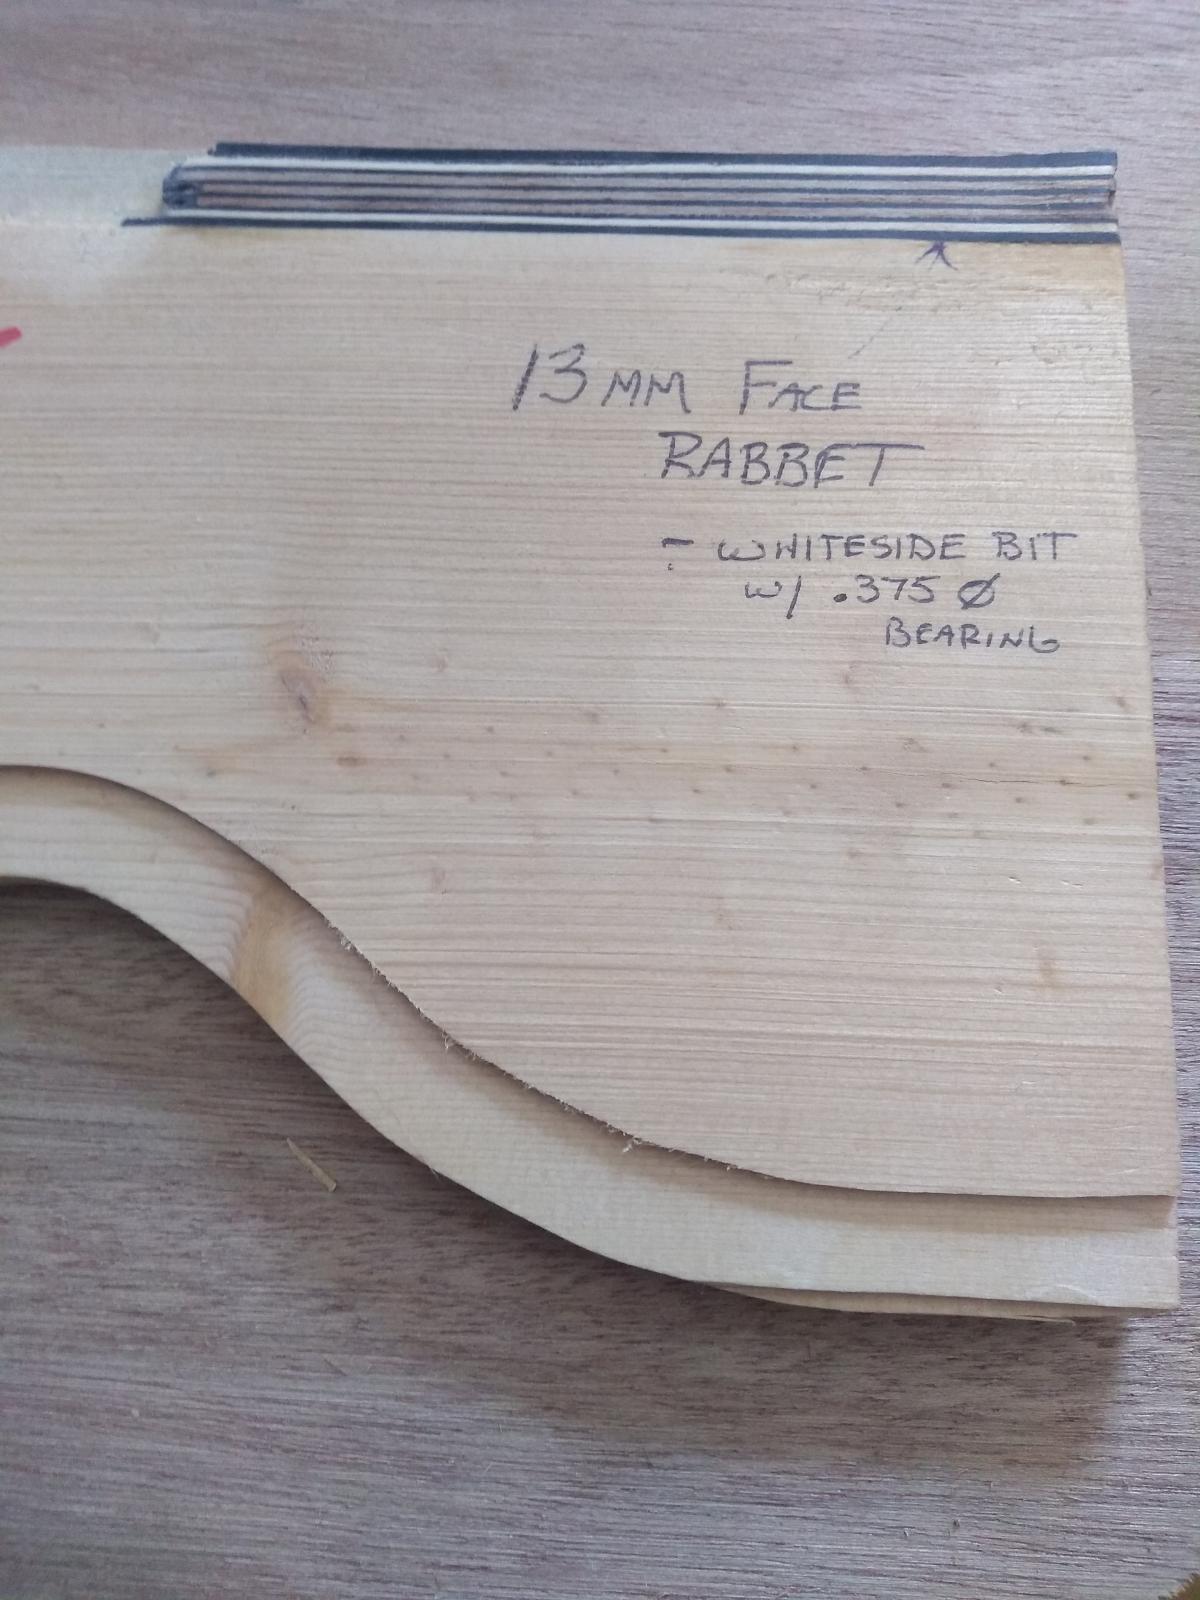 13MM FACE
RABBET
- WHITESIDE BIT
W/ .375 Ø
BEARING